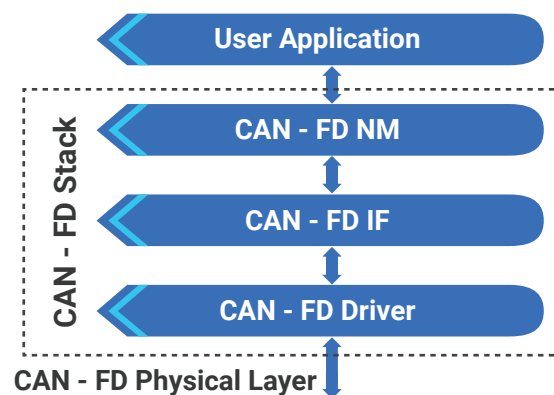 User Application
CAN - FD Stack
CAN - FD NM
CAN - FD IF
CAN - FD Driver
CAN - FD Physical Layer